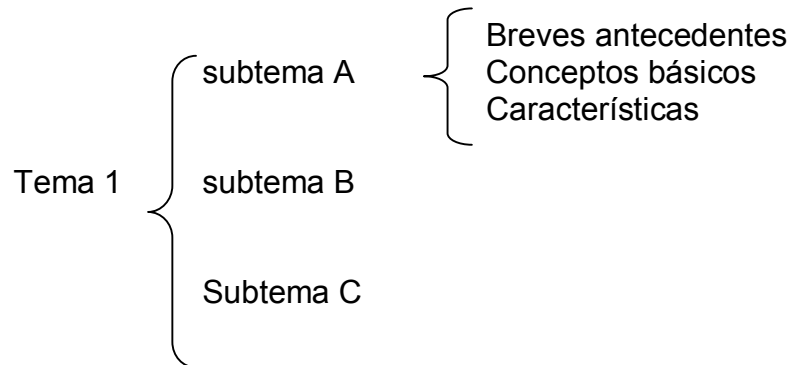 Tema 1
subtema A
Breves antecedentes
Conceptos básicos
Características
subtema B
Subtema C